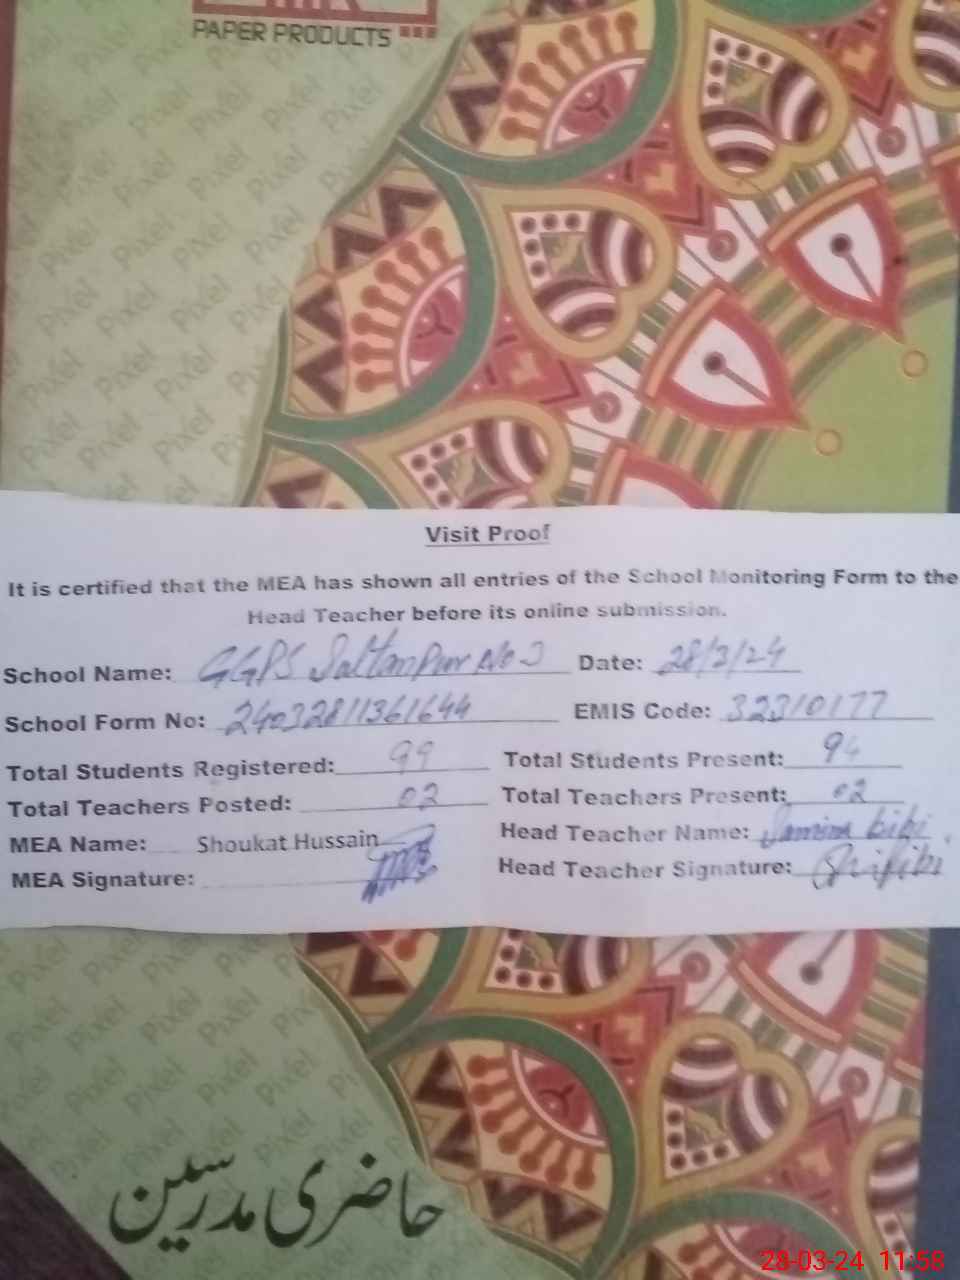 PAPER PRODUCTS
Pixel
Visit Proof
It is certified that the MEA has shown all entries of the School Monitoring Form to the
Head Teacher before its online submission.
School Name: GGPS Sultanpur No 3 Date: 28/3/24
School Form No: 24032811361644 EMIS Code: 32310177
Total Students Registered: 99 Total Students Present:
Total Teachers Posted: 02 Total Teachers Present: 02
MEA Name: Shoukat Hussain Head Teacher Name: Samina bibi
MEA Signature: Head Teacher Signature:
حاضری مدرسین
28-03-24 11:58